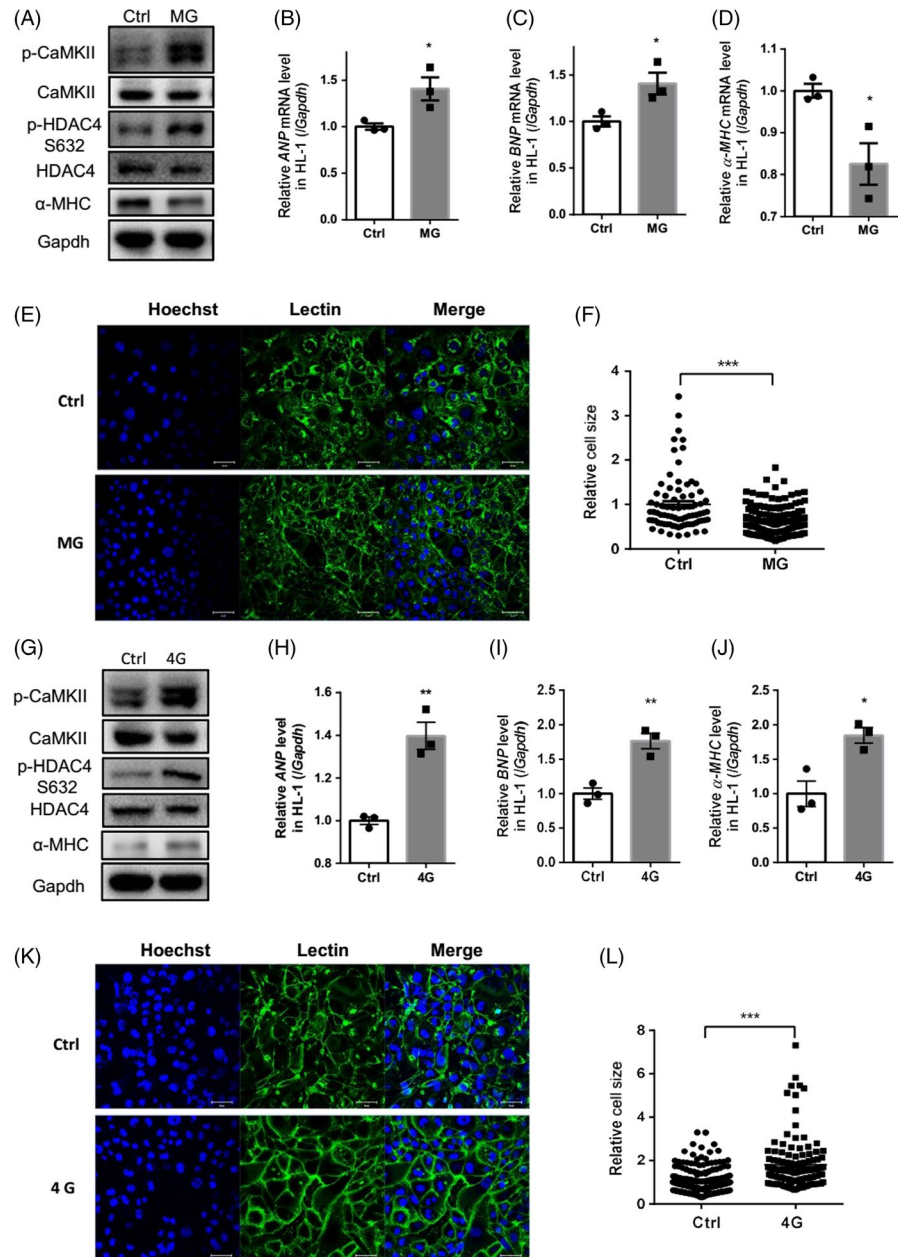 (A)
Ctrl MG
p-CaMKII
CaMKII
p-HDAC4
S632
HDAC4
α-MHC
Gapdh
(B)
Relative ANP mRNA level
in HL-1 (/Gapdh)
2.0
1.5
1.0
0.5
0.0
*
Ctrl MG
(C)
Relative BNP mRNA level
in HL-1 (/Gapdh)
2.0
1.5
1.0
0.5
0.0
*
Ctrl MG
(D)
Relative α-MHC mRNA level
in HL-1 (/Gapdh)
1.1
1.0
0.9
0.8
0.7
*
Ctrl MG
(E)
Hoechst Lectin Merge
Ctrl
MG
(F)
Relative cell size
4
3
2
1
0
***
Ctrl MG
(G)
Ctrl 4G
p-CaMKII
CaMKII
p-HDAC4
S632
HDAC4
α-MHC
Gapdh
(H)
Relative ANP level
in HL-1 (/Gapdh)
1.6
1.4
1.2
1.0
0.8
**
Ctrl 4G
(I)
Relative BNP level
in HL-1 (/Gapdh)
2.5
2.0
1.5
1.0
0.5
0.0
**
Ctrl 4G
(J)
Relative α-MHC level
in HL-1 (/Gapdh)
2.5
2.0
1.5
1.0
0.5
0.0
*
Ctrl 4G
(K)
Hoechst Lectin Merge
Ctrl
4 G
(L)
Relative cell size
8
6
4
2
0
***
Ctrl 4G